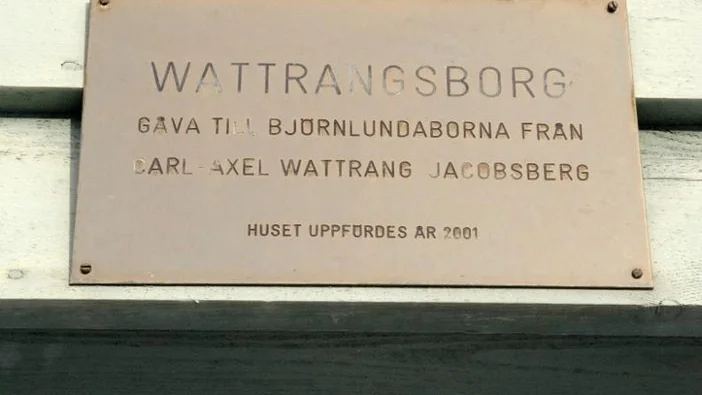 WATTRANGSBORG
GÅVA TILL BJÖRNLUNDABORNA FRÅN
CARL-AXEL WATTRANG JACOBSBERG
HUSET UPPFÖRDES ÅR 2001